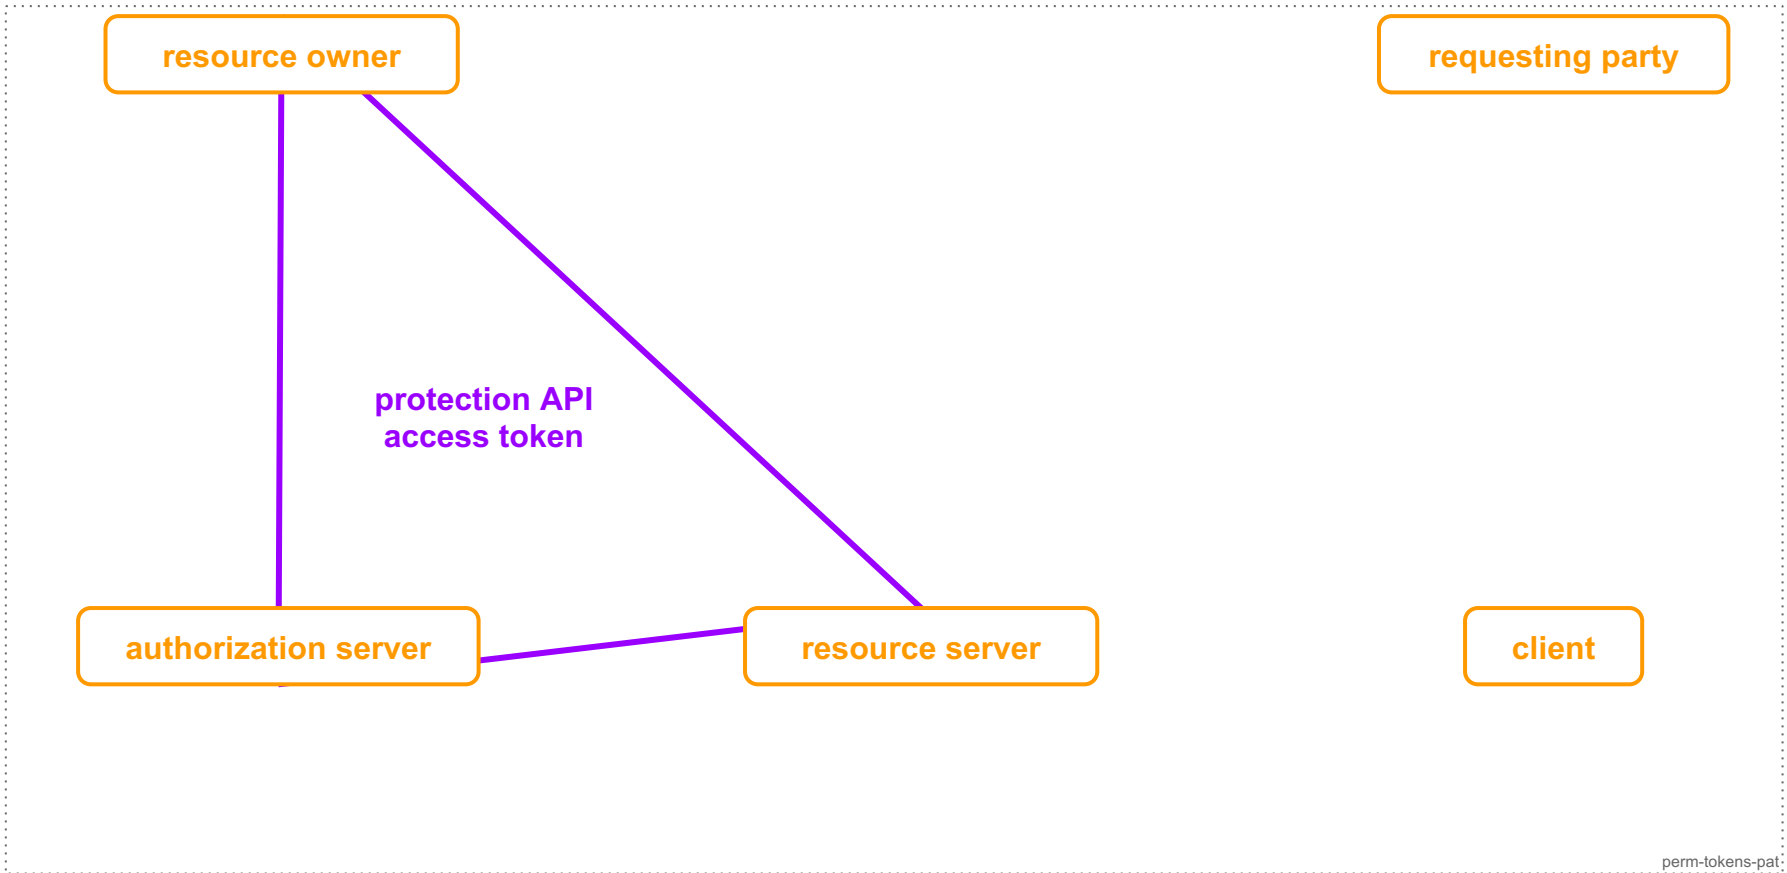 resource owner
requesting party
protection API
access token
authorization server
resource server
client
perm-tokens-pat